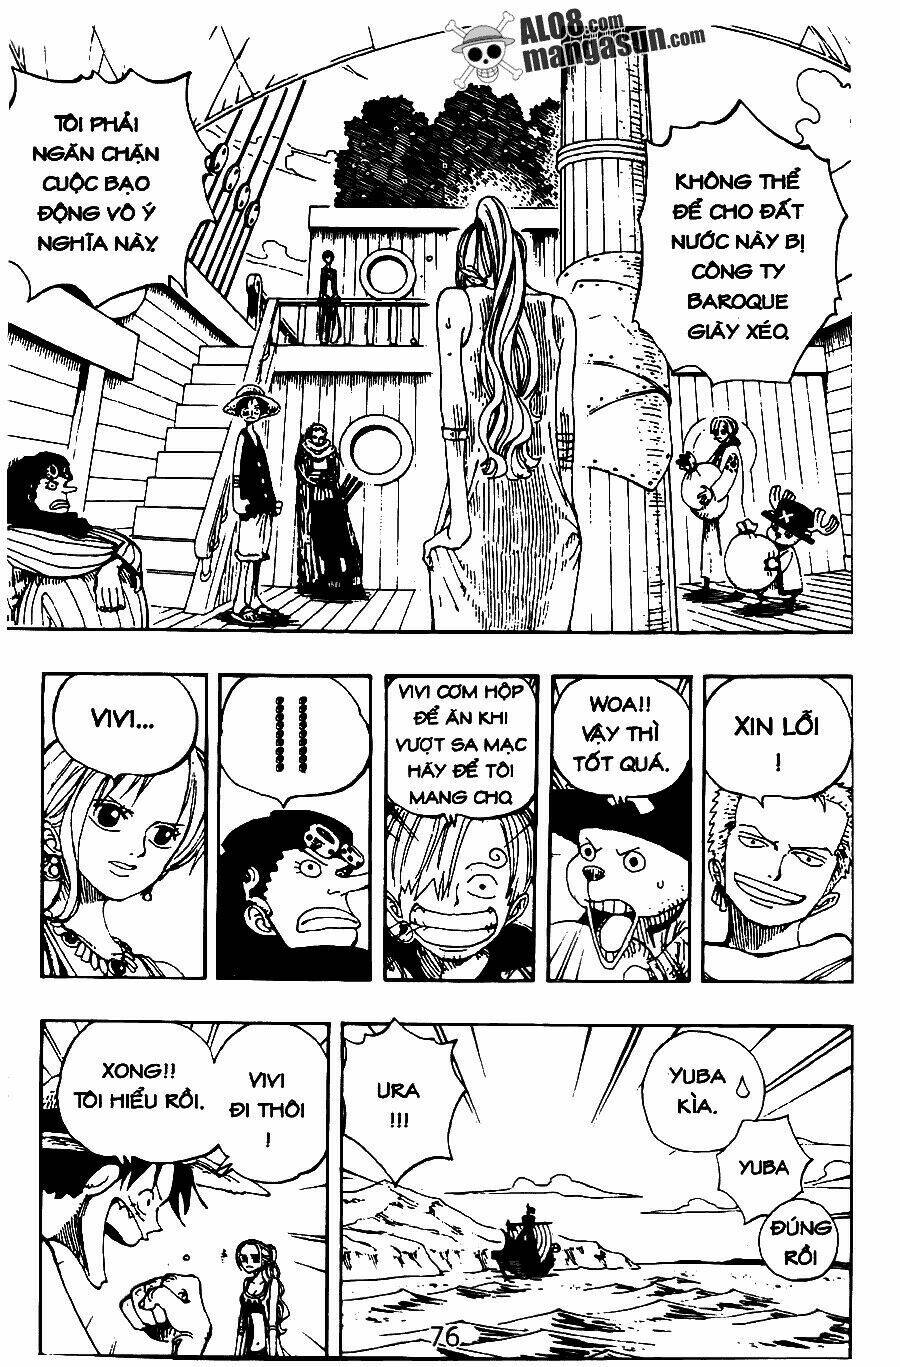 AL08.com
mangasun.com
KHÔNG THỂ
ĐỂ CHO ĐẤT
NƯỚC NÀY BỊ
CÔNG TY
BAROQUE
GIÀY XÉO.
TÔI PHẢI
NGĂN CHẶN
CUỘC BẠO
ĐỘNG VÔ Ý
NGHĨA NÀY.
VIVI...
VIVI CƠM HỘP
ĐỂ ĂN KHI
VƯỢT SA MẠC
HÃY ĐỂ TÔI
MANG CHO.
WOA!!
VẬY THÌ
TỐT QUÁ.
XIN LỖI
!
XONG!!
TÔI HIỂU RỒI.
VIVI
ĐI THÔI
!
URA
!!!
YUBA
KÌA.
YUBA
ĐÚNG
RỒI
76